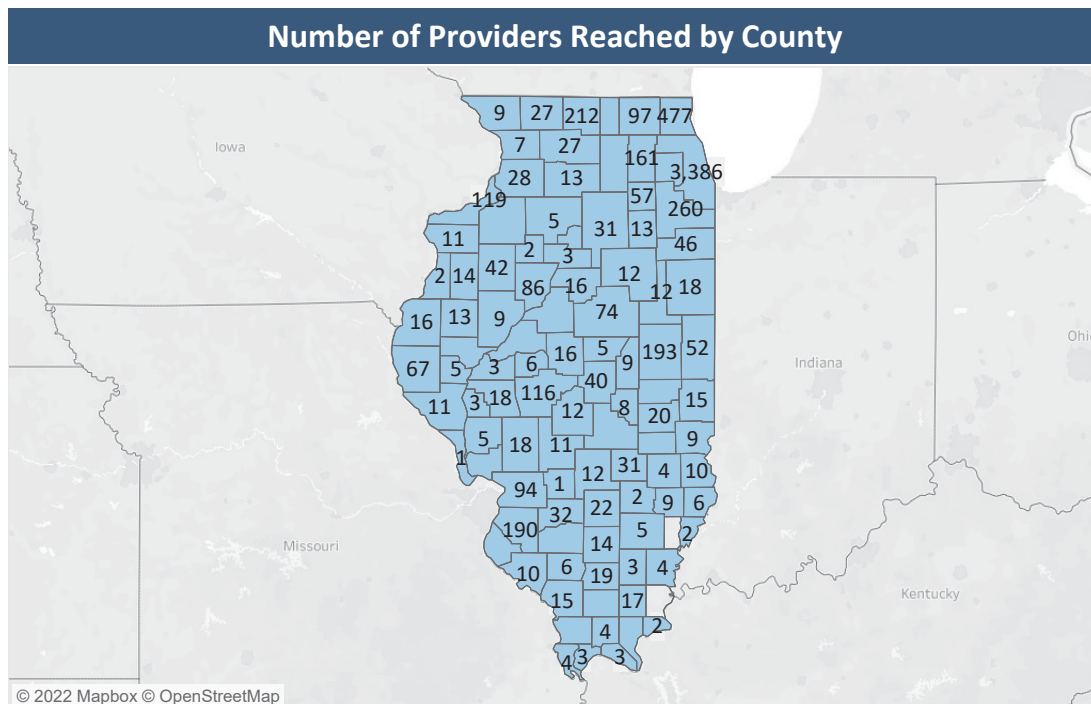 Number of Providers Reached by County
9 27 212 97 477
Iowa
7 27
161
28 13 3,386
119 57
5 31 13 260
11 46
2 3
2 14 42 12
86 16 12 18
16 13 9 74
Ohio
67 5 3 6 16 5 9 193 52
Indiana
11 3 18 116 40
12 8 20 15
5 18 11 9
1
12 31 4 10
94 1 2 9 6
32 22
190 5 2
Missouri
14
10 6 19 3 4
Kentucky
15 17
4 2
4 3 3
© 2022 Mapbox © OpenStreetMap